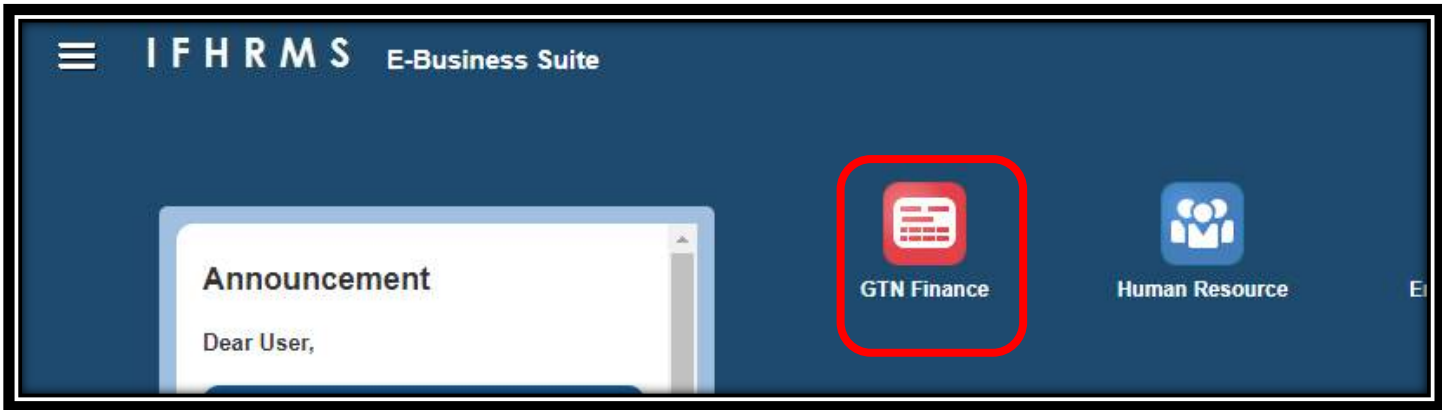 IFHRMS E-Business Suite
GTN Finance
Human Resource
Announcement
Dear User,